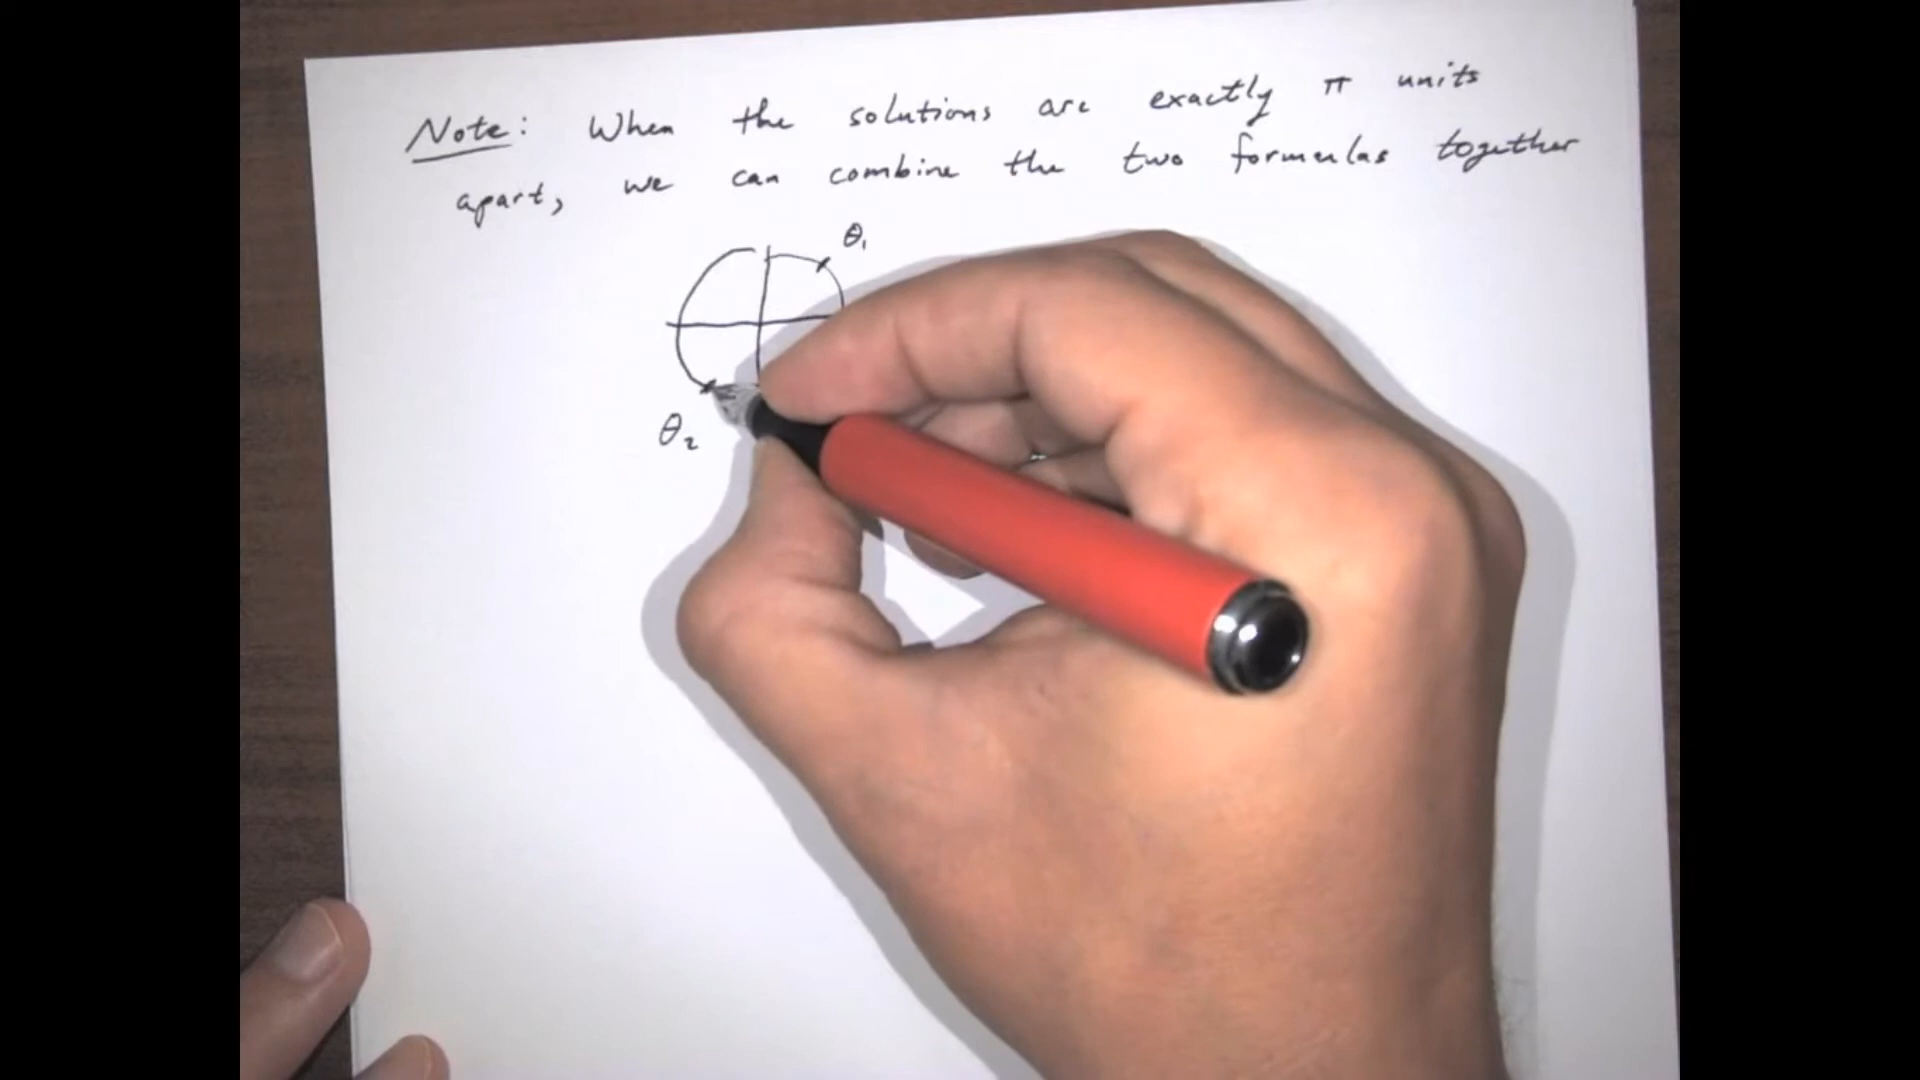 Note: When the solutions are exactly π units
apart, we can combine the two formulas together
θ₁
θ₂